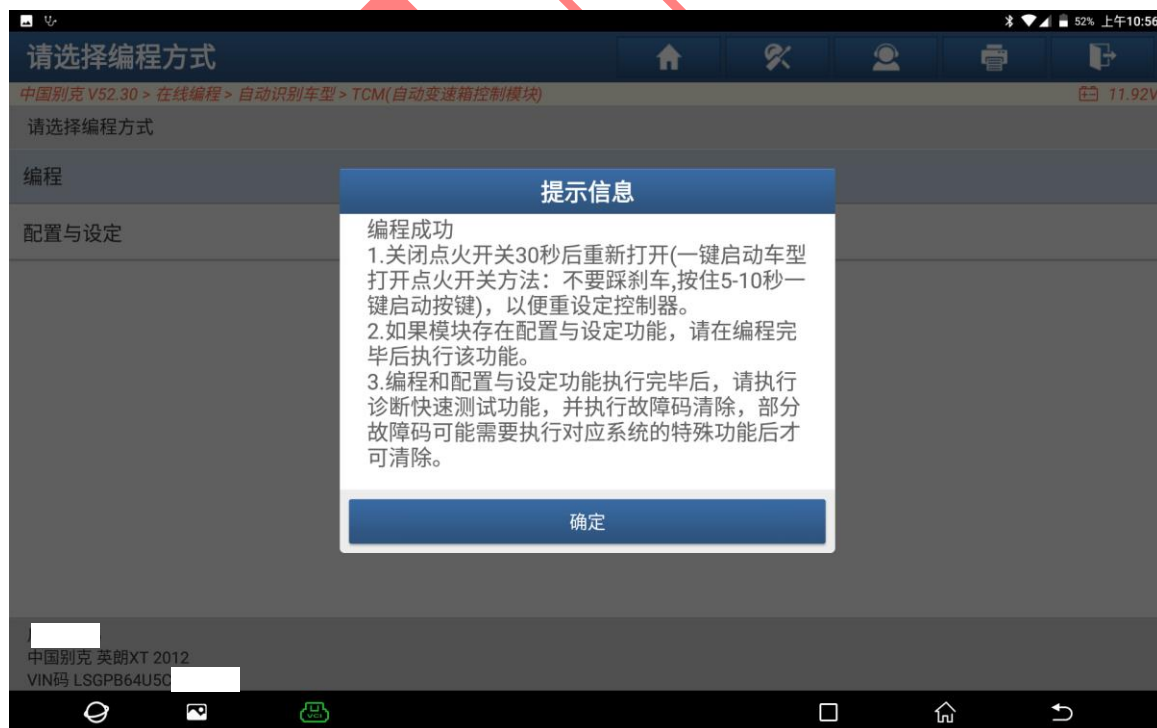 52% 上午10:56
请选择编程方式
中国别克 V52.30 > 在线编程 > 自动识别车型 > TCM(自动变速箱控制模块)
11.92V
请选择编程方式
编程
配置与设定
提示信息
编程成功
1.关闭点火开关30秒后重新打开(一键启动车型
打开点火开关方法：不要踩刹车,按住5-10秒一
键启动按键)，以便重设定控制器。
2.如果模块存在配置与设定功能，请在编程完
毕后执行该功能。
3.编程和配置与设定功能执行完毕后，请执行
诊断快速测试功能，并执行故障码清除，部分
故障码可能需要执行对应系统的特殊功能后才
可清除。
确定
中国别克 英朗XT 2012
VIN码 LSGPB64U5C
VCI